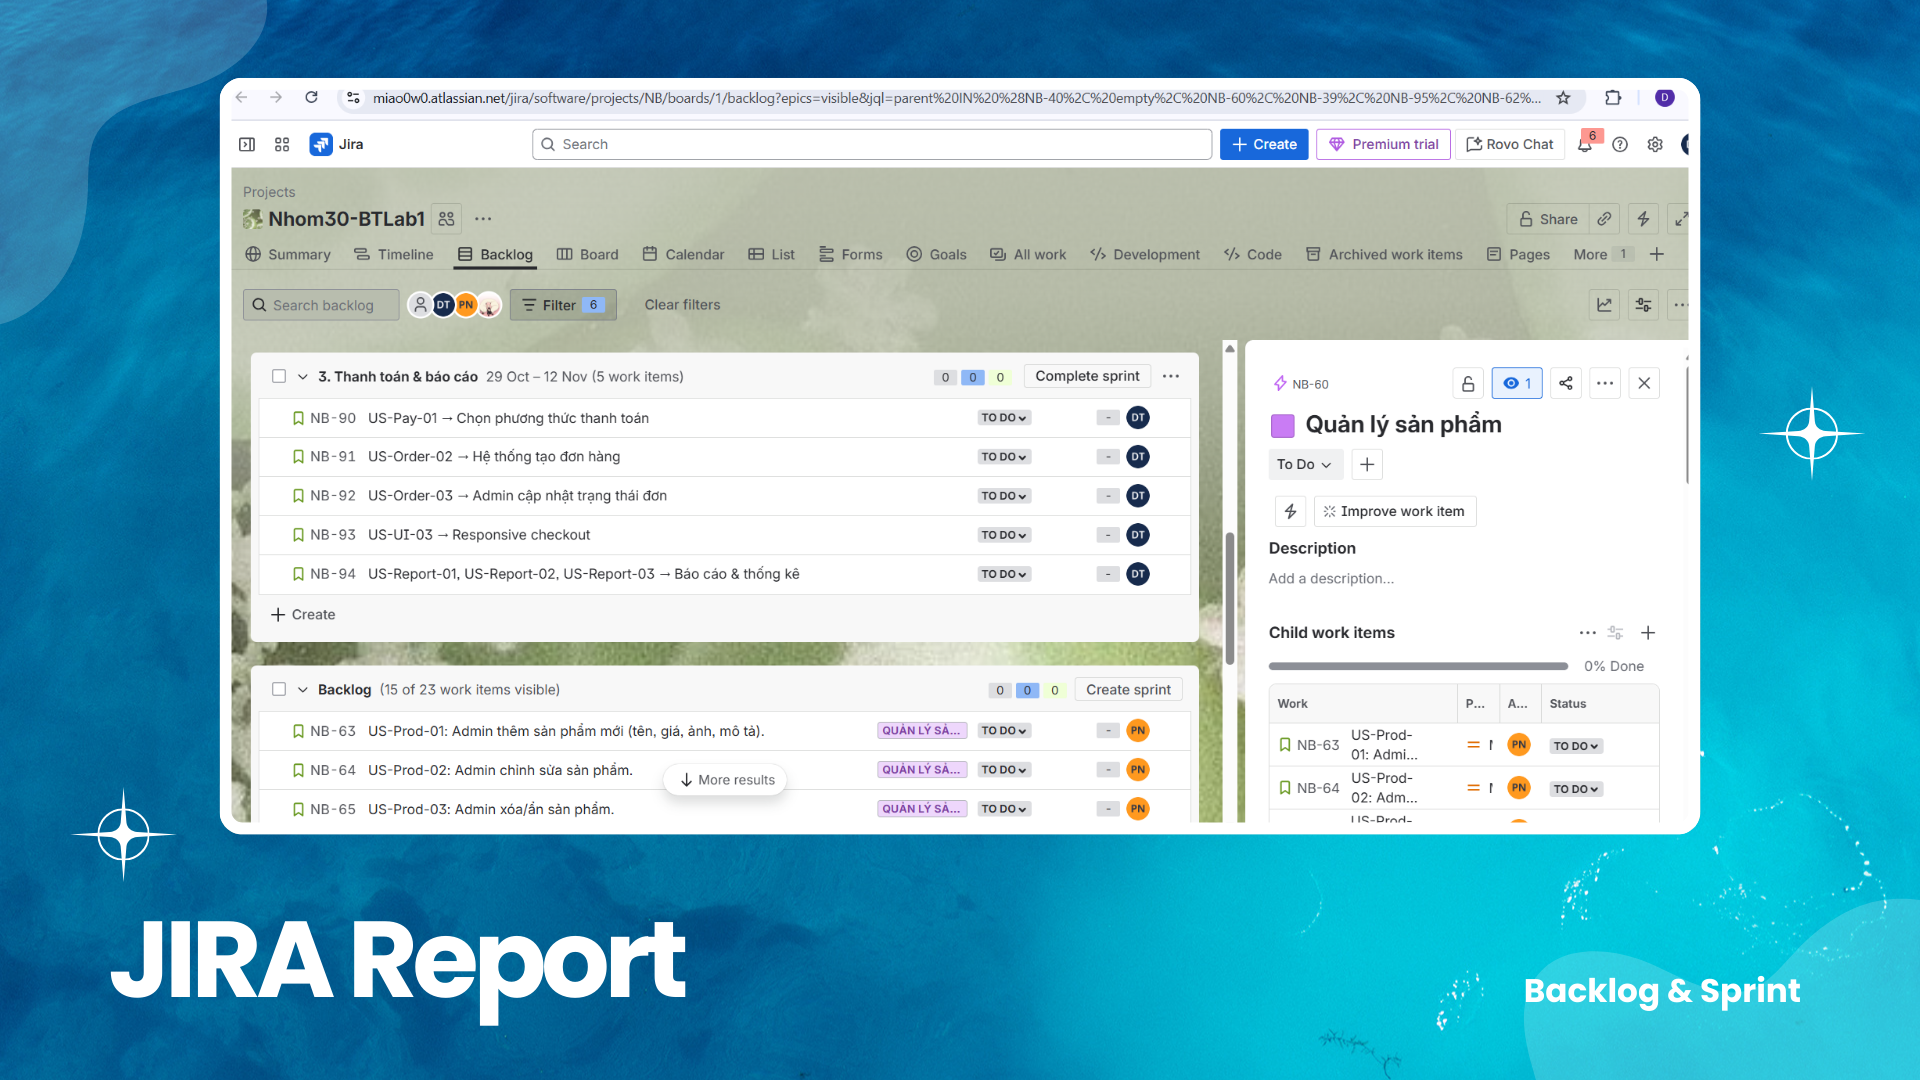 miao0w0.atlassian.net/jira/software/projects/NB/boards/1/backlog?epics=visible&jql=parent%20IN%20%28NB-40%2C%20empty%2C%20NB-60%2C%20NB-39%2C%20NB-95%2C%20NB-62%...
D
Jira
Search
Create
Premium trial
Rovo Chat
6
Projects
Nhom30-BTLab1
Share
Summary
Timeline
Backlog
Board
Calendar
List
Forms
Goals
All work
Development
Code
Archived work items
Pages
More 1
Search backlog
DT
PN
Filter 6
Clear filters
3. Thanh toán & báo cáo 29 Oct – 12 Nov (5 work items)
0 0 0
Complete sprint
NB-90 US-Pay-01 → Chọn phương thức thanh toán TO DO - DT
NB-91 US-Order-02 → Hệ thống tạo đơn hàng TO DO - DT
NB-92 US-Order-03 → Admin cập nhật trạng thái đơn TO DO - DT
NB-93 US-UI-03 → Responsive checkout TO DO - DT
NB-94 US-Report-01, US-Report-02, US-Report-03 → Báo cáo & thống kê TO DO - DT
Create
Backlog (15 of 23 work items visible)
0 0 0
Create sprint
NB-63 US-Prod-01: Admin thêm sản phẩm mới (tên, giá, ảnh, mô tả). QUẢN LÝ SẢ... TO DO - PN
NB-64 US-Prod-02: Admin chỉnh sửa sản phẩm. QUẢN LÝ SẢ... TO DO - PN
More results
NB-65 US-Prod-03: Admin xóa/ẩn sản phẩm. QUẢN LÝ SẢ... TO DO - PN
NB-60
1
Quản lý sản phẩm
To Do
Improve work item
Description
Add a description...
Child work items
0% Done
Work P... A... Status
NB-63 US-Prod-
01: Admi... PN TO DO
NB-64 US-Prod-
02: Adm... PN TO DO
US-Prod-
JIRA Report
Backlog & Sprint